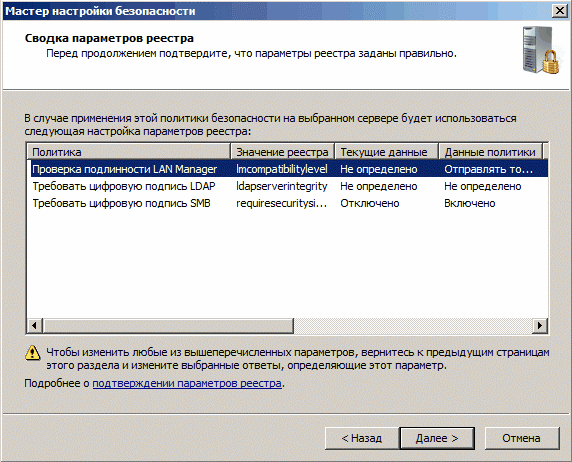 Мастер настройки безопасности
Сводка параметров реестра
Перед продолжением подтвердите, что параметры реестра заданы правильно.
В случае применения этой политики безопасности на выбранном сервере будет использоваться
следующая настройка параметров реестра:
Политика Значение реестра Текущие данные Данные политики
Проверка подлинности LAN Manager lmcompatibilitylevel Не определено Отправлять то...
Требовать цифровую подпись LDAP ldapserverintegrity Не определено Не определено
Требовать цифровую подпись SMB requiresecuritysi... Отключено Включено
Чтобы изменить любые из вышеперечисленных параметров, вернитесь к предыдущим страницам
этого раздела и измените выбранные ответы, определяющие этот параметр.
Подробнее о подтверждении параметров реестра.
< Назад Далее > Отмена